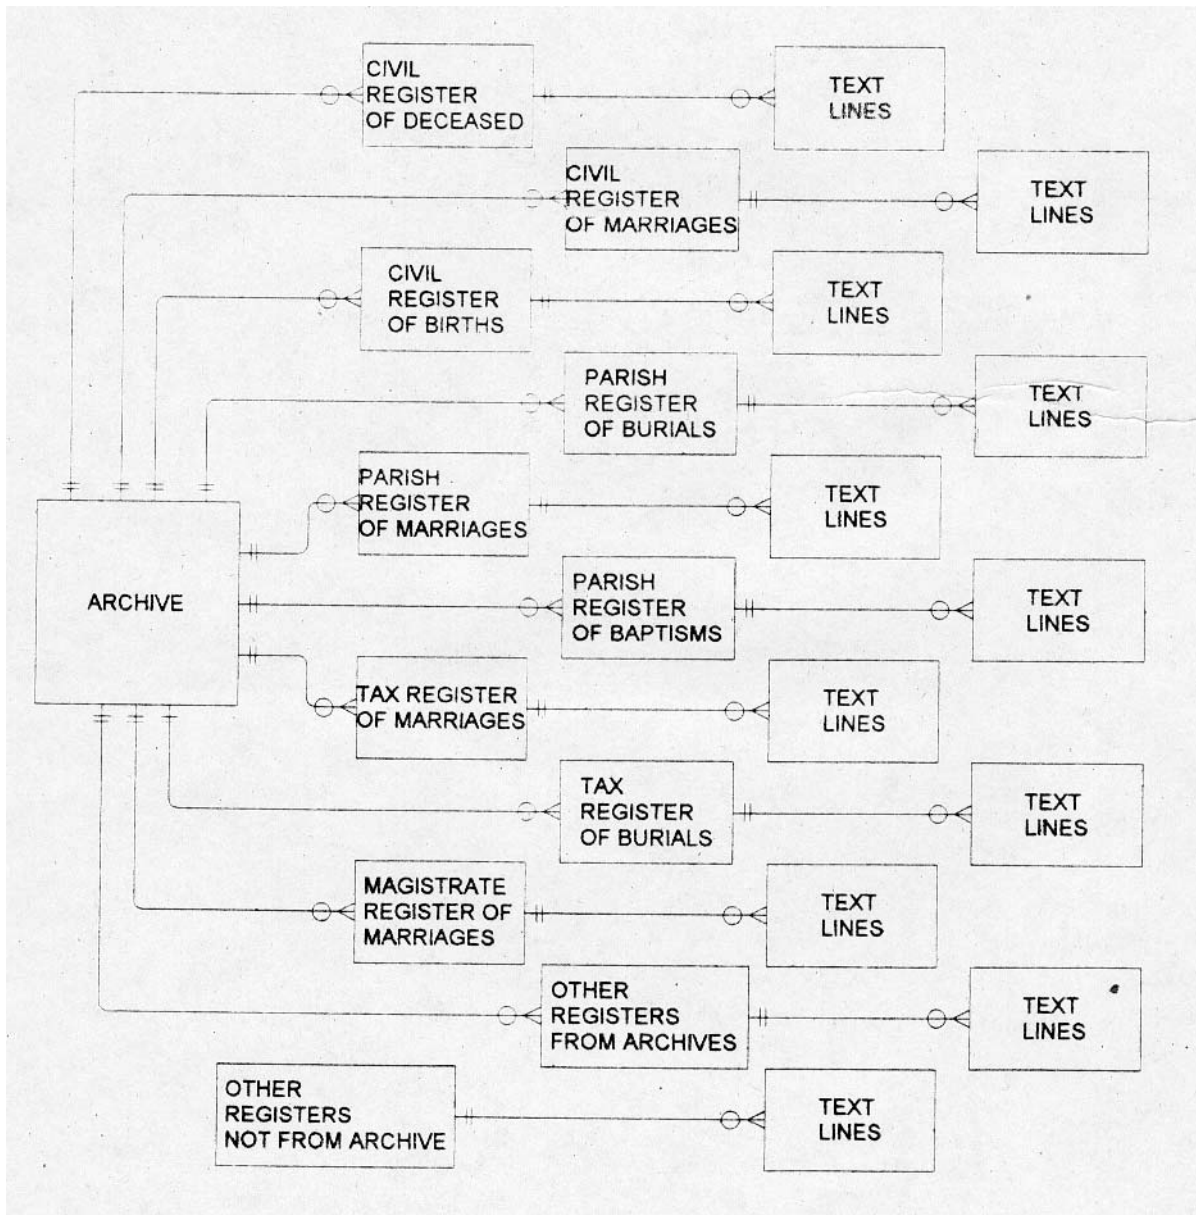 CIVIL
REGISTER
OF DECEASED
TEXT
LINES
CIVIL
REGISTER
OF MARRIAGES
TEXT
LINES
CIVIL
REGISTER
OF BIRTHS
TEXT
LINES
PARISH
REGISTER
OF BURIALS
TEXT
LINES
PARISH
REGISTER
OF MARRIAGES
TEXT
LINES
ARCHIVE
PARISH
REGISTER
OF BAPTISMS
TEXT
LINES
TAX REGISTER
OF MARRIAGES
TEXT
LINES
TAX
REGISTER
OF BURIALS
TEXT
LINES
MAGISTRATE
REGISTER OF
MARRIAGES
TEXT
LINES
OTHER
REGISTERS
FROM ARCHIVES
TEXT
LINES
OTHER
REGISTERS
NOT FROM ARCHIVE
TEXT
LINES